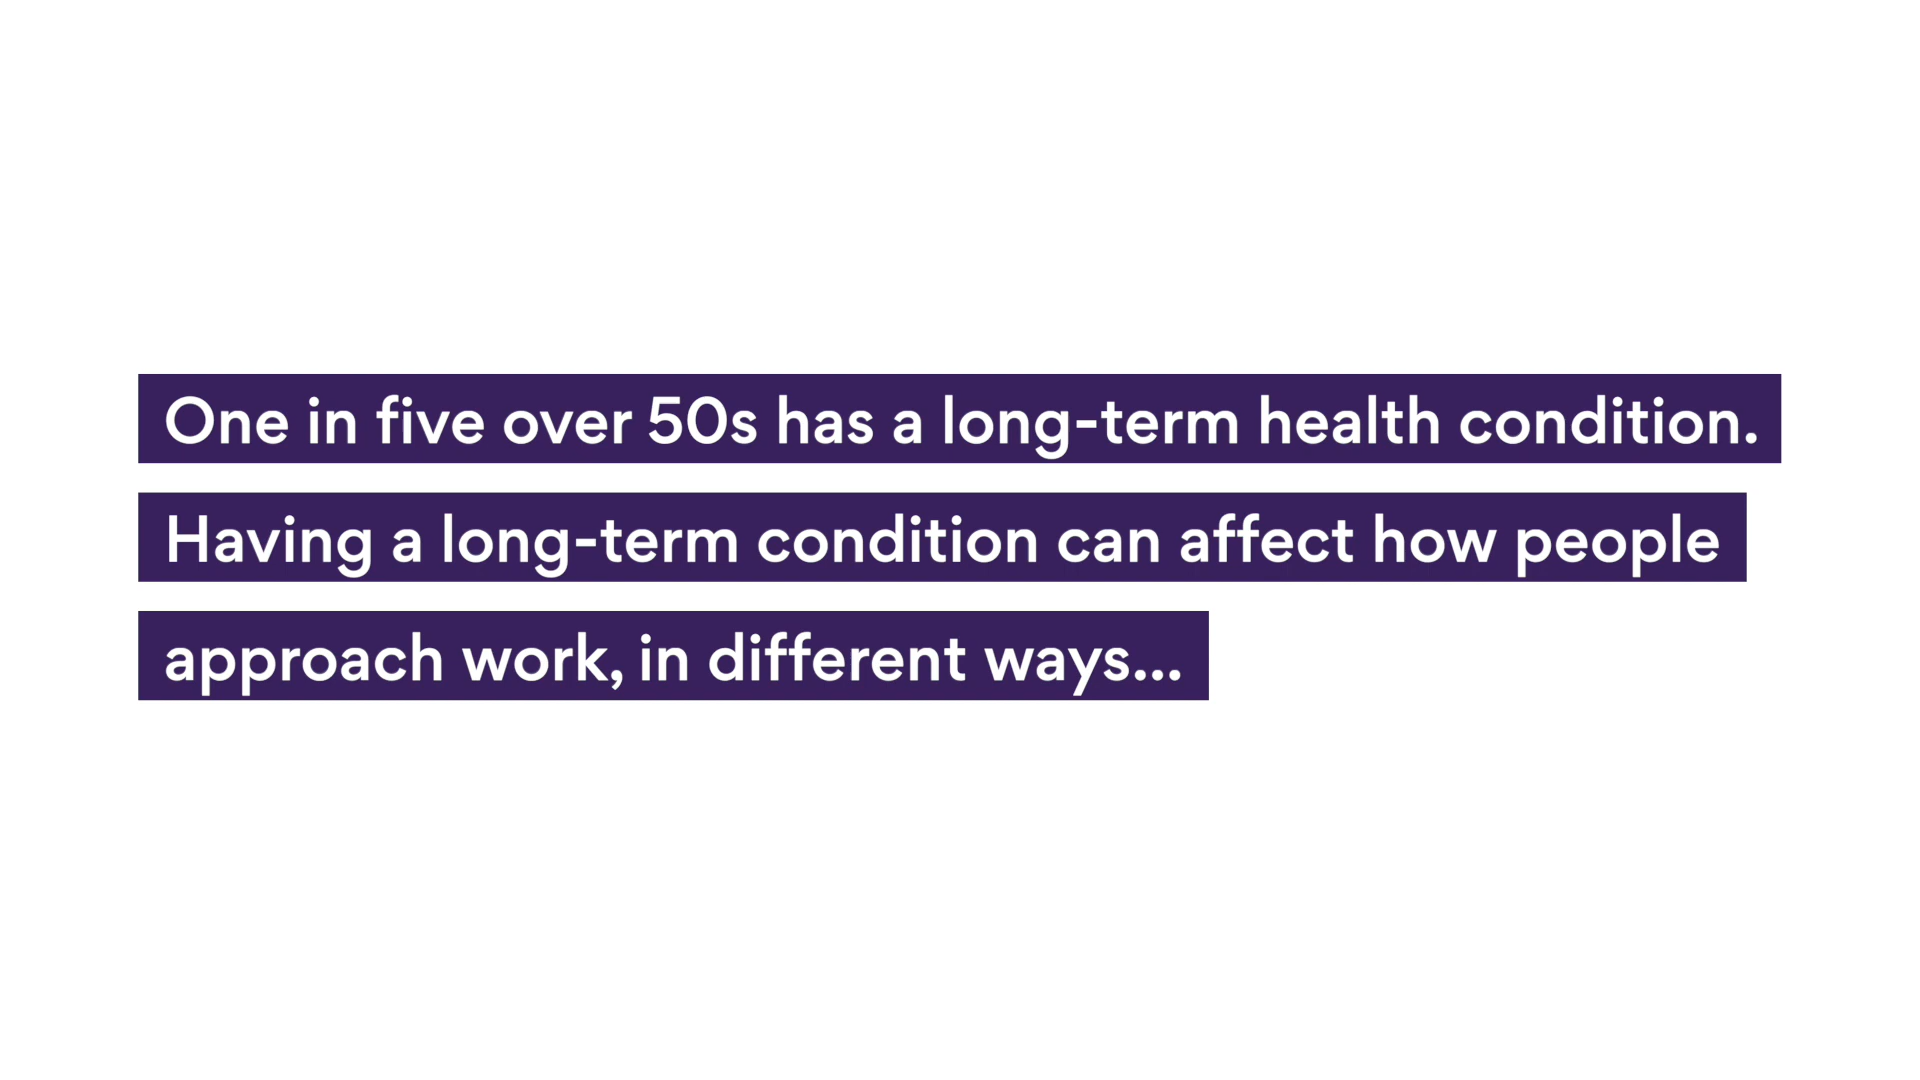 One in five over 50s has a long-term health condition.
Having a long-term condition can affect how people
approach work, in different ways...